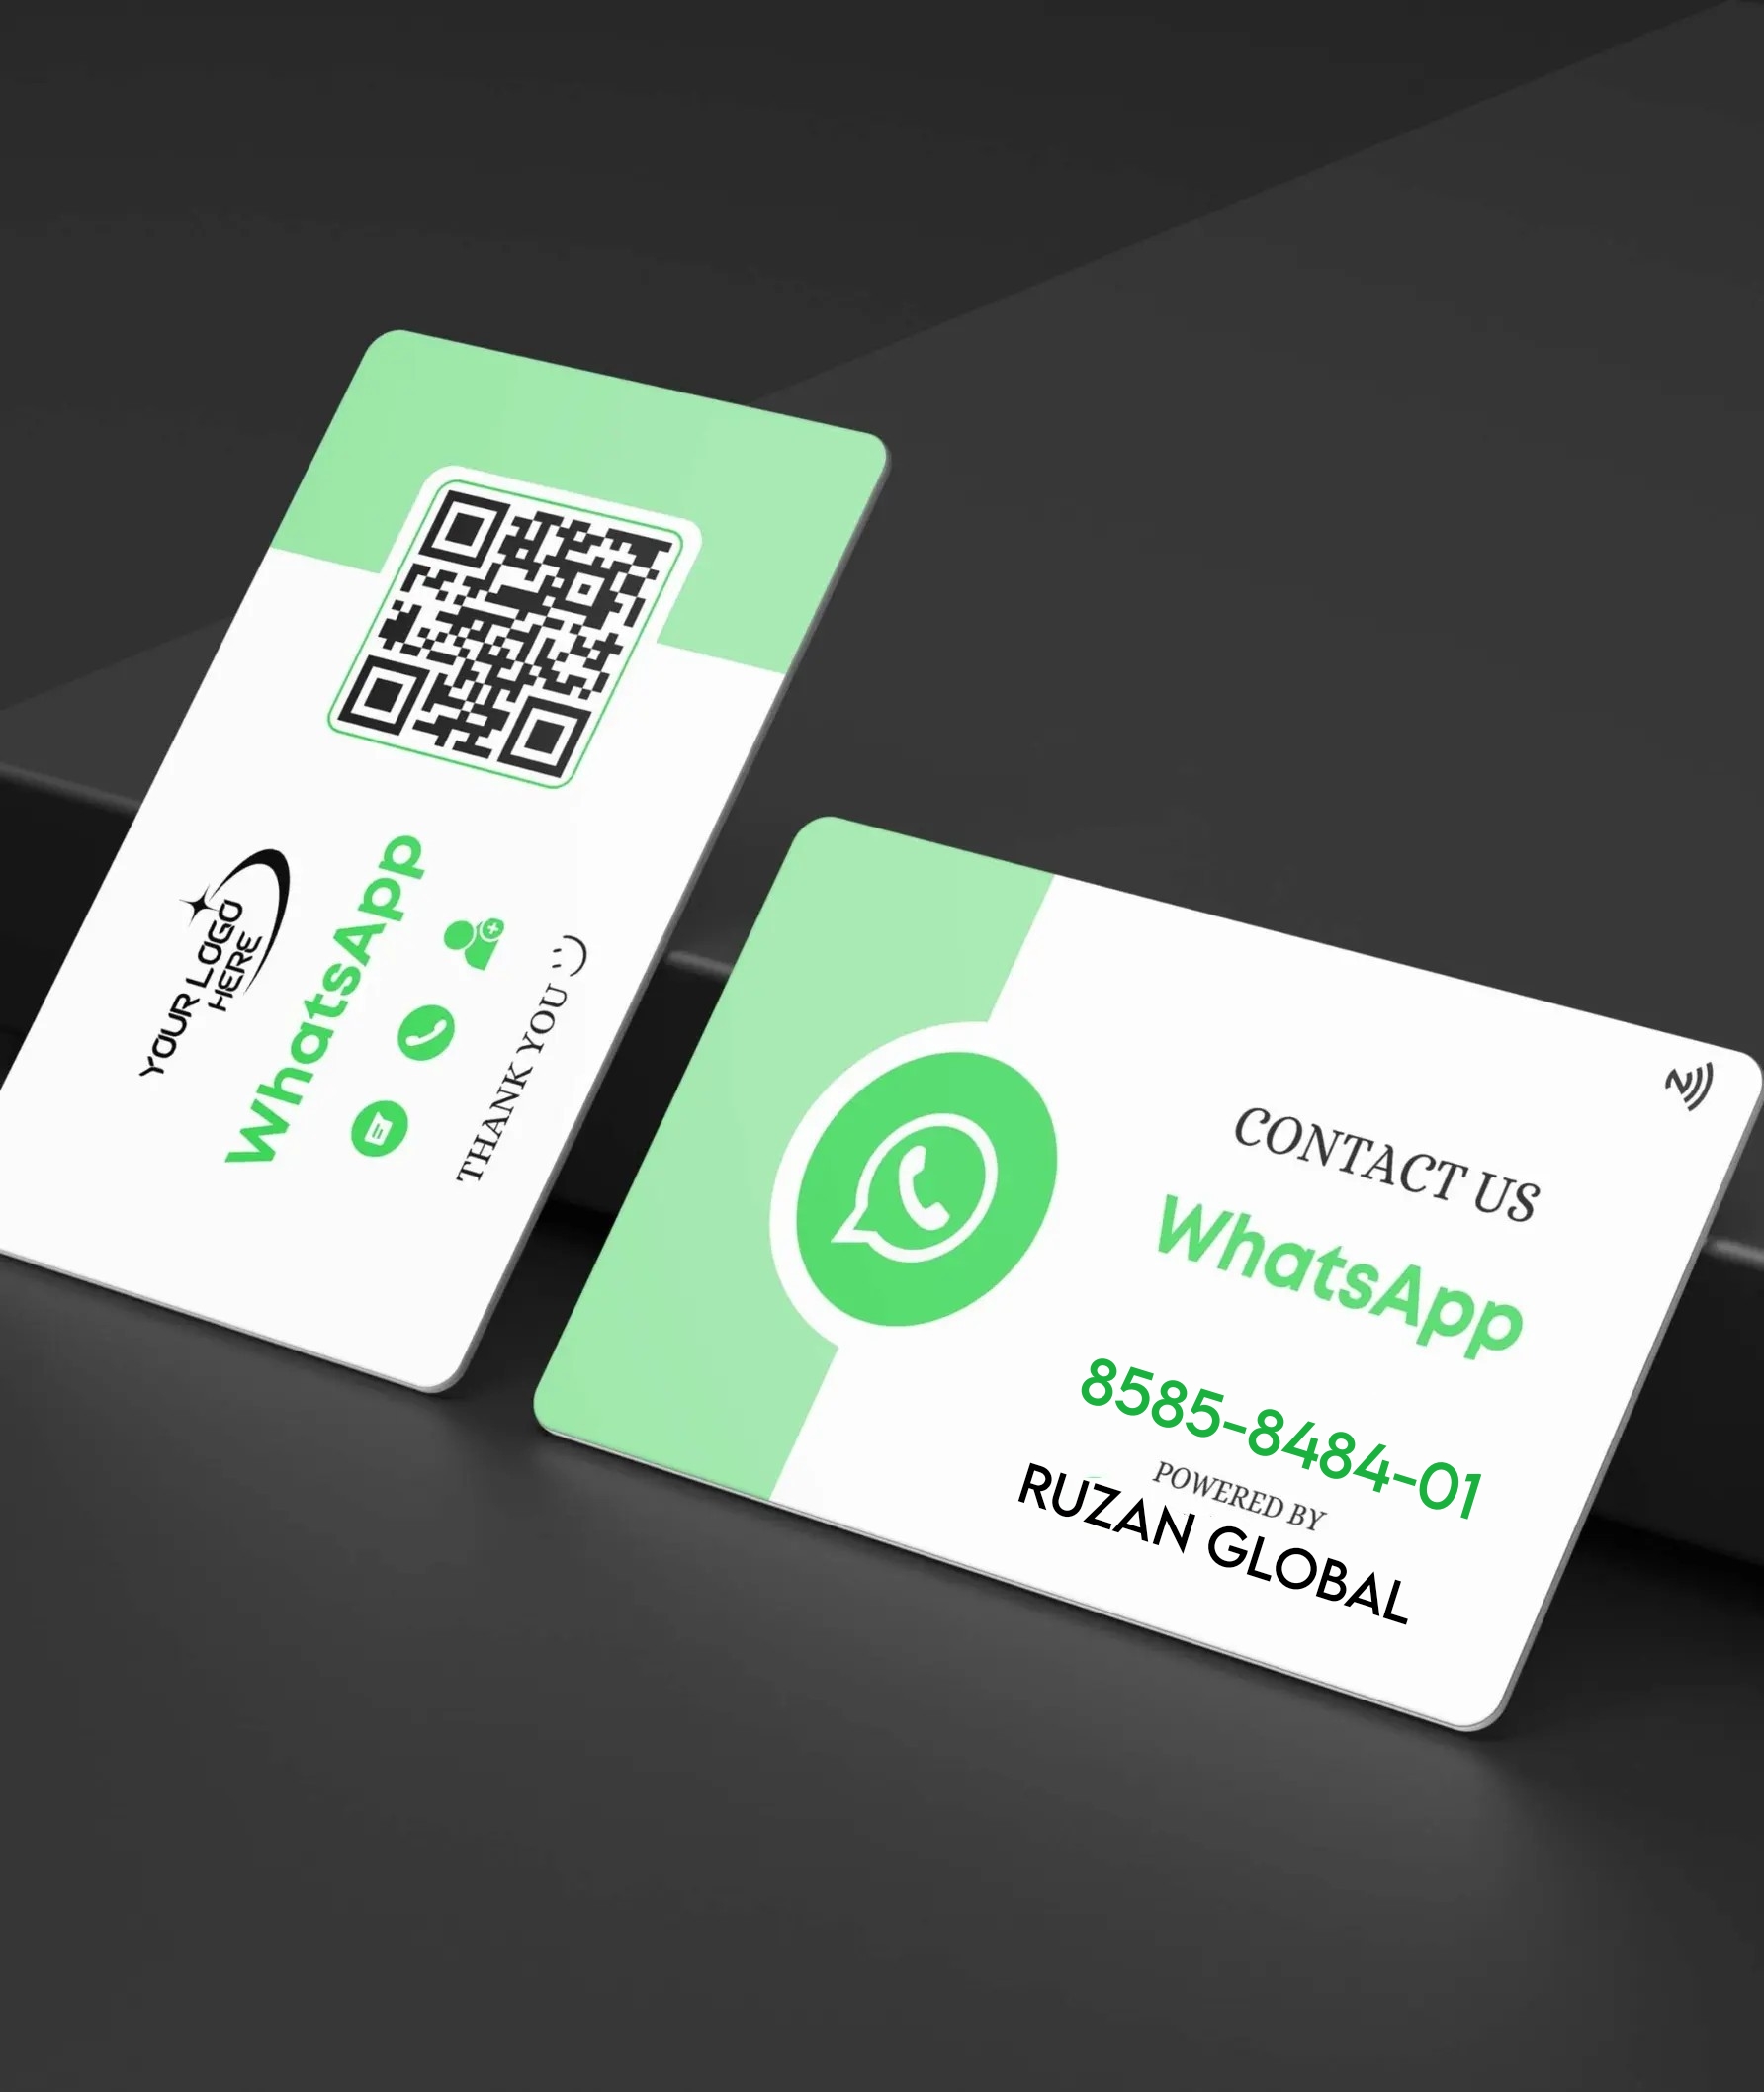 YOUR LOGO
HERE
WhatsApp
THANK YOU :)
CONTACT US
WhatsApp
8585-8484-01
POWERED BY
RUZAN GLOBAL